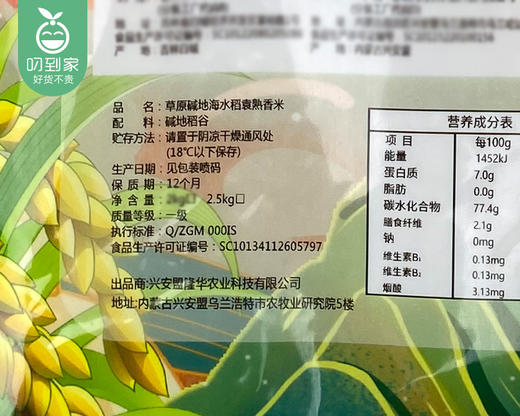 叨到家
好货不贵
品 名：草原碱地海水稻袁熟香米
配 料：碱地稻谷
贮存方法：请置于阴凉干燥通风处
(18℃以下保存)
生产日期：见包装喷码
保 质 期：12个月
净 含 量：2kg□ 2.5kg□
质量等级：一级
执行标准：Q/ZGM 000IS
食品生产许可证编号：SC10134112605797
出品商:兴安盟隆华农业科技有限公司
地址:内蒙古兴安盟乌兰浩特市农牧业研究院5楼
营养成分表
项 目 每100g
能量 1452kJ
蛋白质 7.0g
脂肪 0.0g
碳水化合物 77.4g
膳食纤维 2.1g
钠 0mg
维生素B₁ 0.13mg
维生素B₂ 0.13mg
烟酸 3.13mg